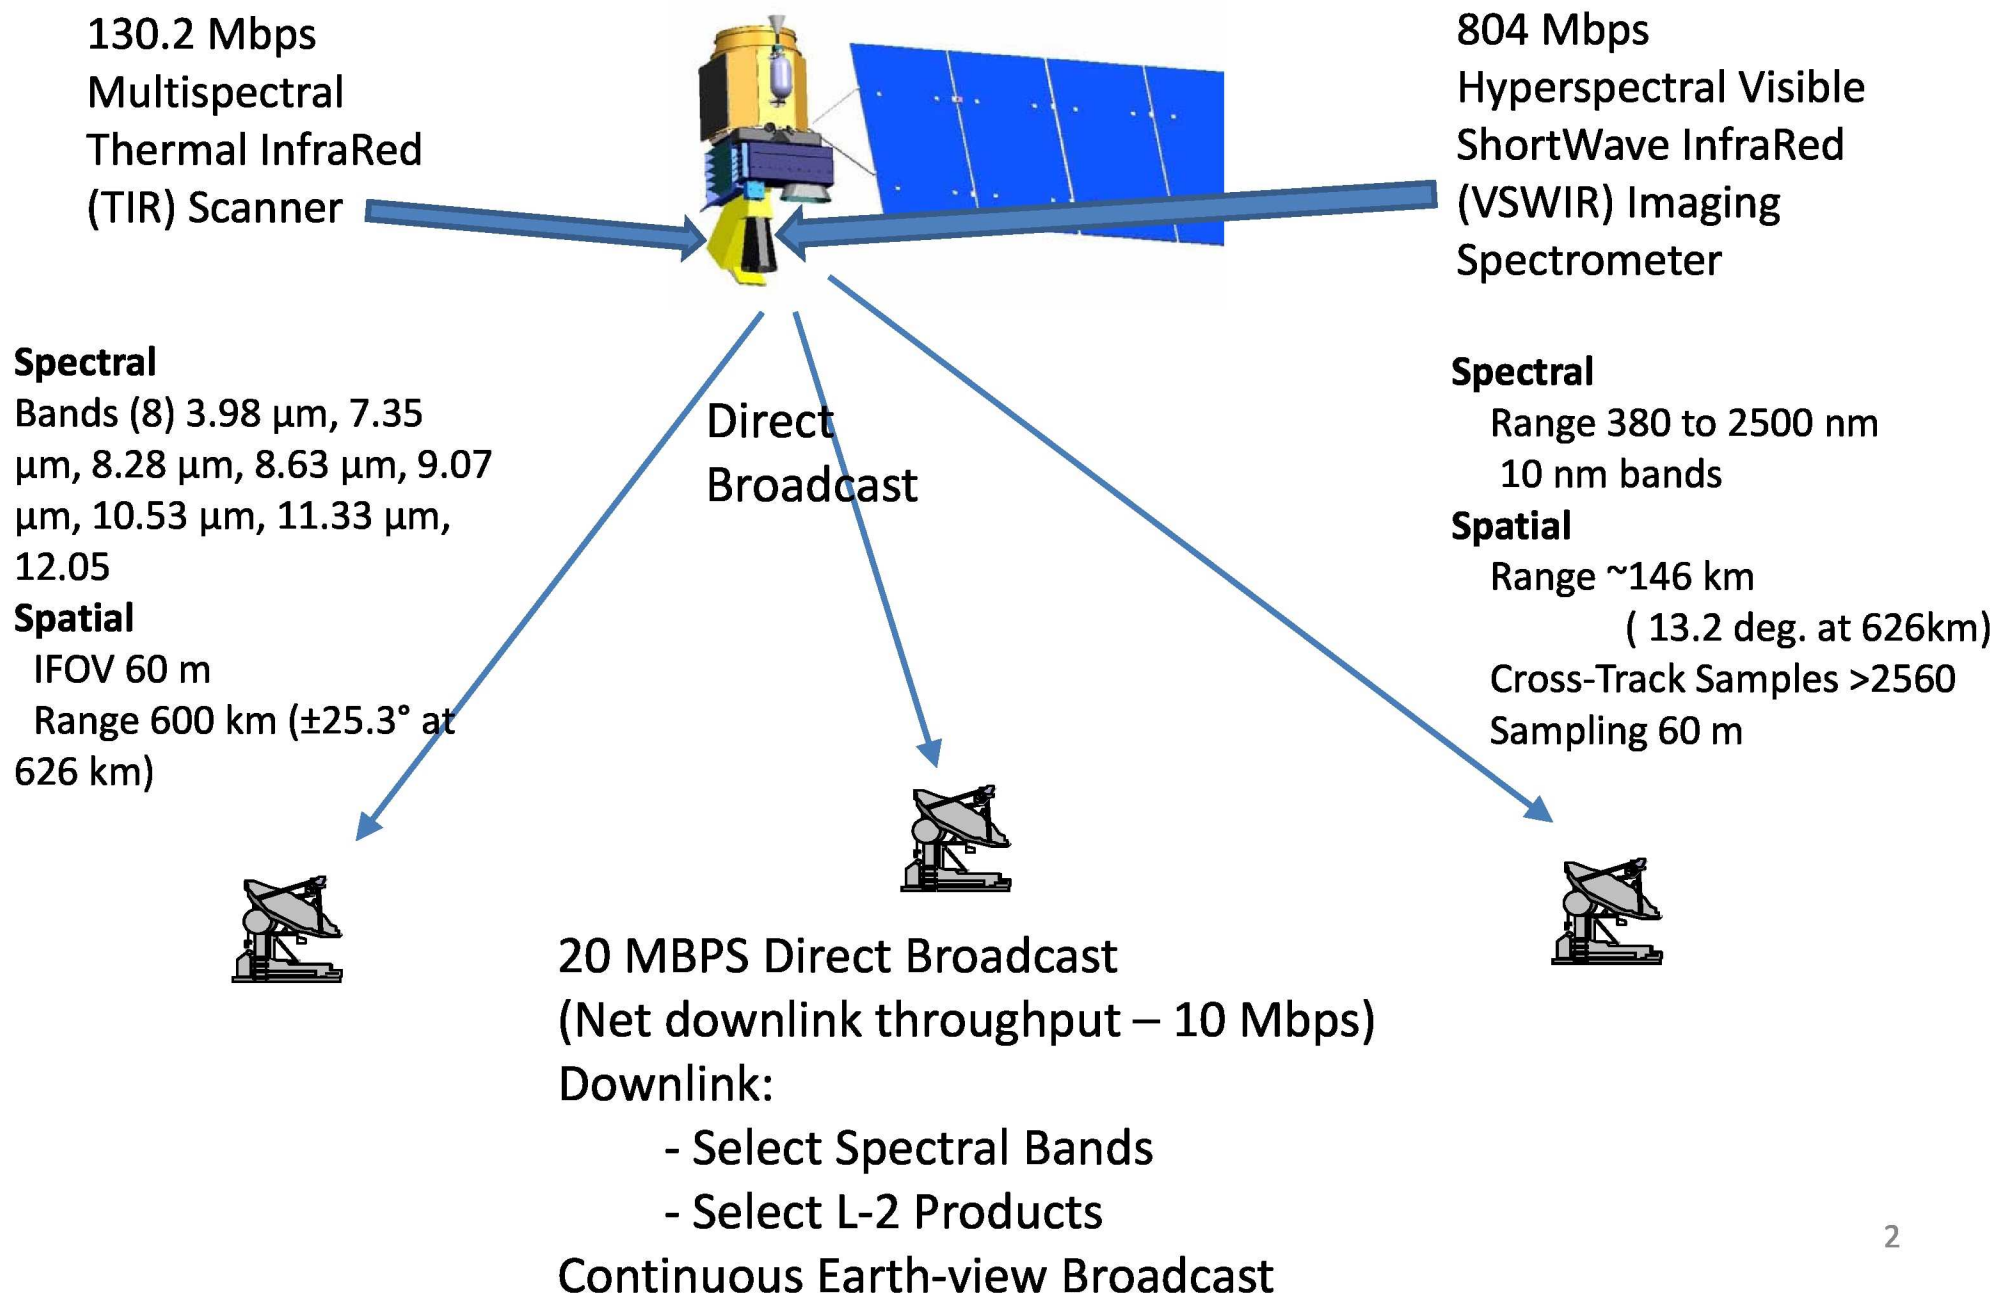 130.2 Mbps
Multispectral
Thermal InfraRed
(TIR) Scanner
804 Mbps
Hyperspectral Visible
ShortWave InfraRed
(VSWIR) Imaging
Spectrometer
Spectral
Bands (8) 3.98 µm, 7.35
µm, 8.28 µm, 8.63 µm, 9.07
µm, 10.53 µm, 11.33 µm,
12.05
Spatial
IFOV 60 m
Range 600 km (±25.3° at
626 km)
Direct
Broadcast
Spectral
Range 380 to 2500 nm
10 nm bands
Spatial
Range ~146 km
( 13.2 deg. at 626km)
Cross-Track Samples >2560
Sampling 60 m
20 MBPS Direct Broadcast
(Net downlink throughput – 10 Mbps)
Downlink:
- Select Spectral Bands
- Select L-2 Products
Continuous Earth-view Broadcast
2